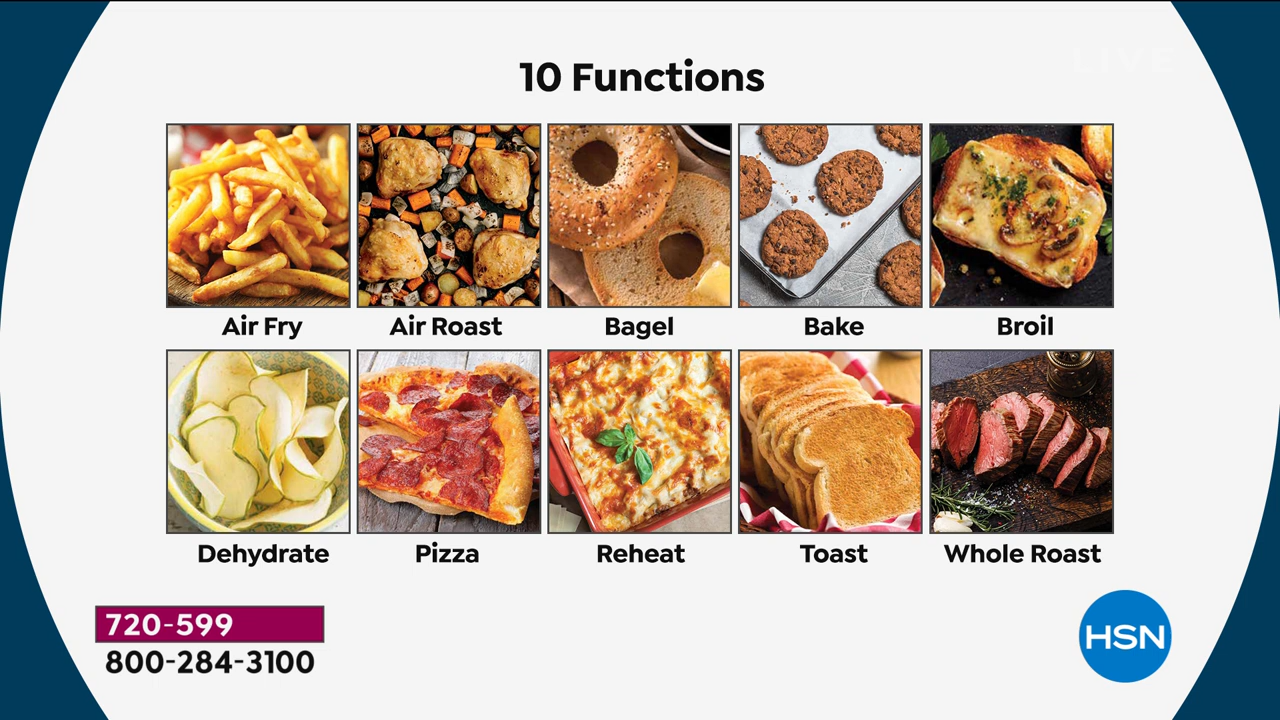 LIVE
10 Functions
Air Fry
Air Roast
Bagel
Bake
Broil
Dehydrate
Pizza
Reheat
Toast
Whole Roast
720-599
800-284-3100
HSN